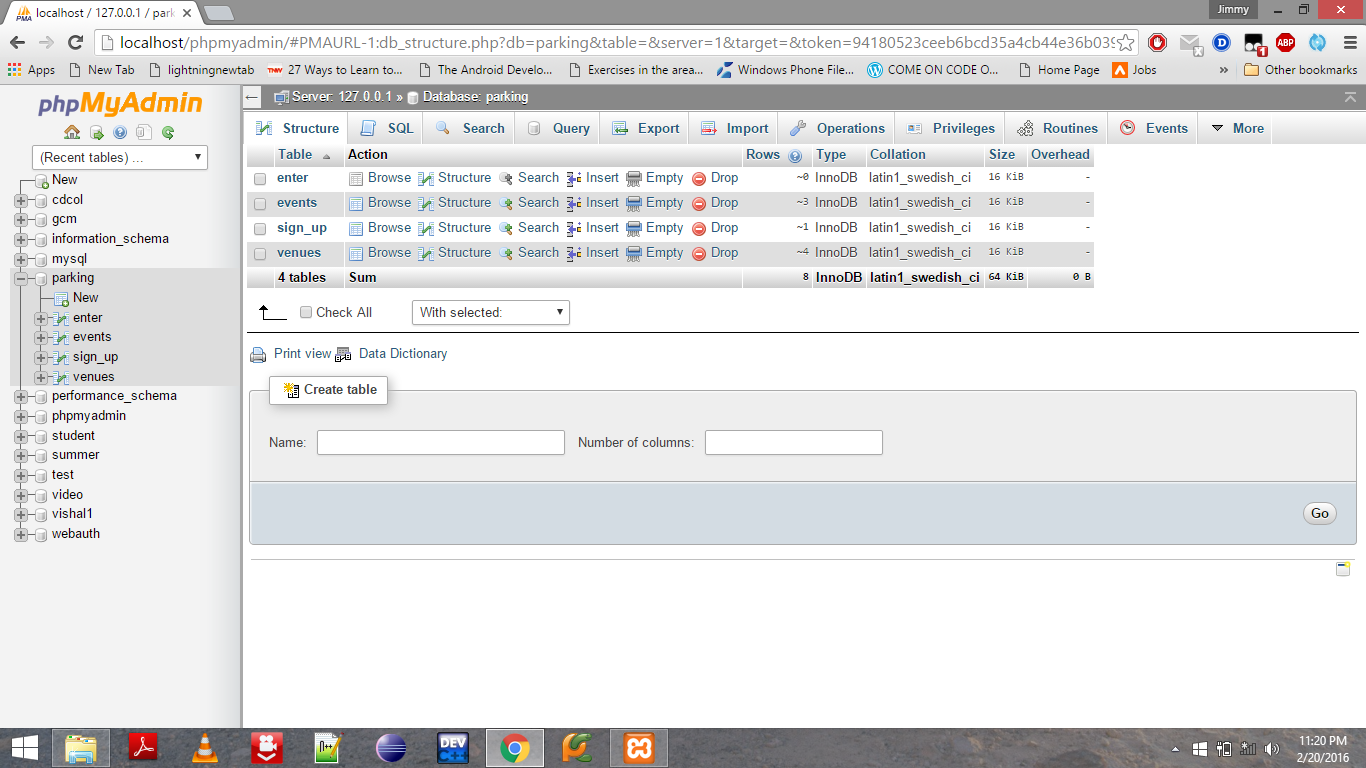 localhost / 127.0.0.1 / park
Jimmy
localhost/phpmyadmin/#PMAURL-1:db_structure.php?db=parking&table=&server=1&target=&token=94180523ceeb6bcd35a4cb44e36b039
Apps New Tab lightningnewtab 27 Ways to Learn to... The Android Develo... Exercises in the area... Windows Phone File... COME ON CODE O... Home Page Jobs » Other bookmarks
phpMyAdmin
(Recent tables) ...
New
cdcol
gcm
information_schema
mysql
parking
New
enter
events
sign_up
venues
performance_schema
phpmyadmin
student
summer
test
video
vishal1
webauth
Server: 127.0.0.1 » Database: parking
Structure SQL Search Query Export Import Operations Privileges Routines Events More
Table Action Rows Type Collation Size Overhead
enter Browse Structure Search Insert Empty Drop ~0 InnoDB latin1_swedish_ci 16 KiB -
events Browse Structure Search Insert Empty Drop ~3 InnoDB latin1_swedish_ci 16 KiB -
sign_up Browse Structure Search Insert Empty Drop ~1 InnoDB latin1_swedish_ci 16 KiB -
venues Browse Structure Search Insert Empty Drop ~4 InnoDB latin1_swedish_ci 16 KiB -
4 tables Sum 8 InnoDB latin1_swedish_ci 64 KiB 0 B
Check All With selected:
Print view Data Dictionary
Create table
Name: Number of columns:
Go
11:20 PM
2/20/2016